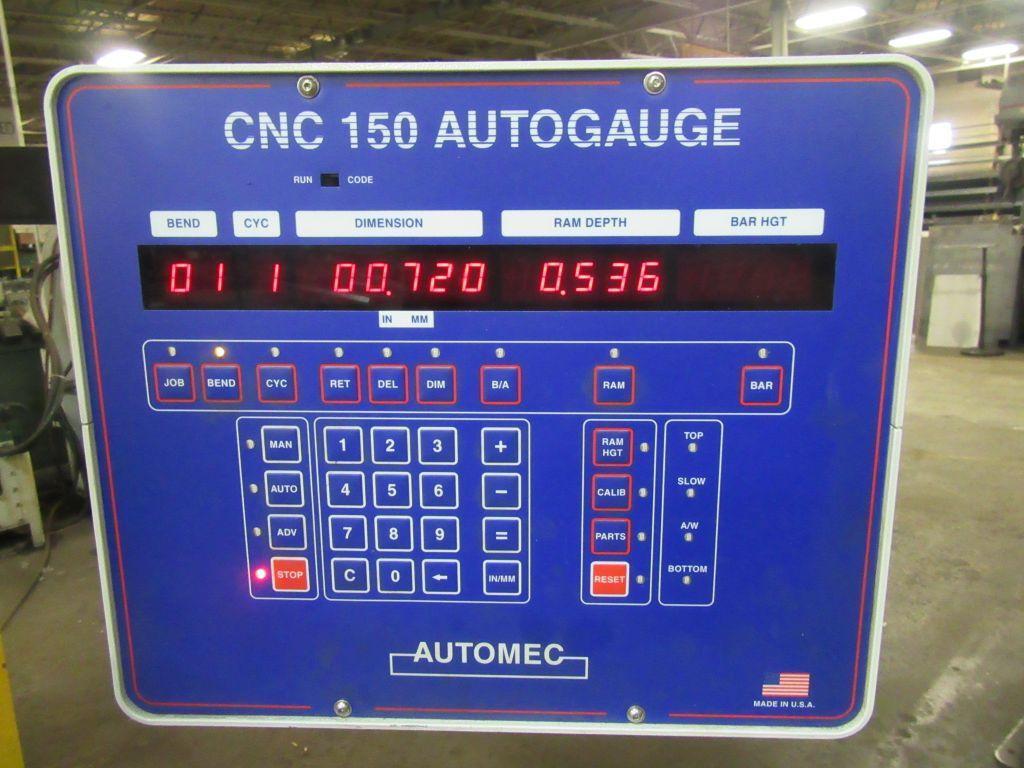 CNC 150 AUTOGAUGE
RUN CODE
BEND CYC DIMENSION RAM DEPTH BAR HGT
01 1 00.720 0.536
IN MM
JOB BEND CYC RET DEL DIM B/A RAM BAR
MAN 1 2 3 + RAM HGT TOP
AUTO 4 5 6 − CALIB SLOW
ADV 7 8 9 = PARTS A/W
STOP C 0 ← IN/MM RESET BOTTOM
AUTOMEC
MADE IN U.S.A.